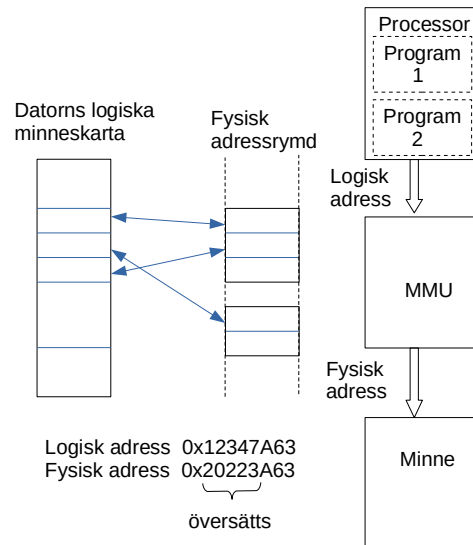 Datorns logiska
minneskarta
Fysisk
adressrymd
Processor
Program
1
Program
2
Logisk
adress
MMU
Fysisk
adress
Minne
Logisk adress 0x12347A63
Fysisk adress 0x20223A63
översätts